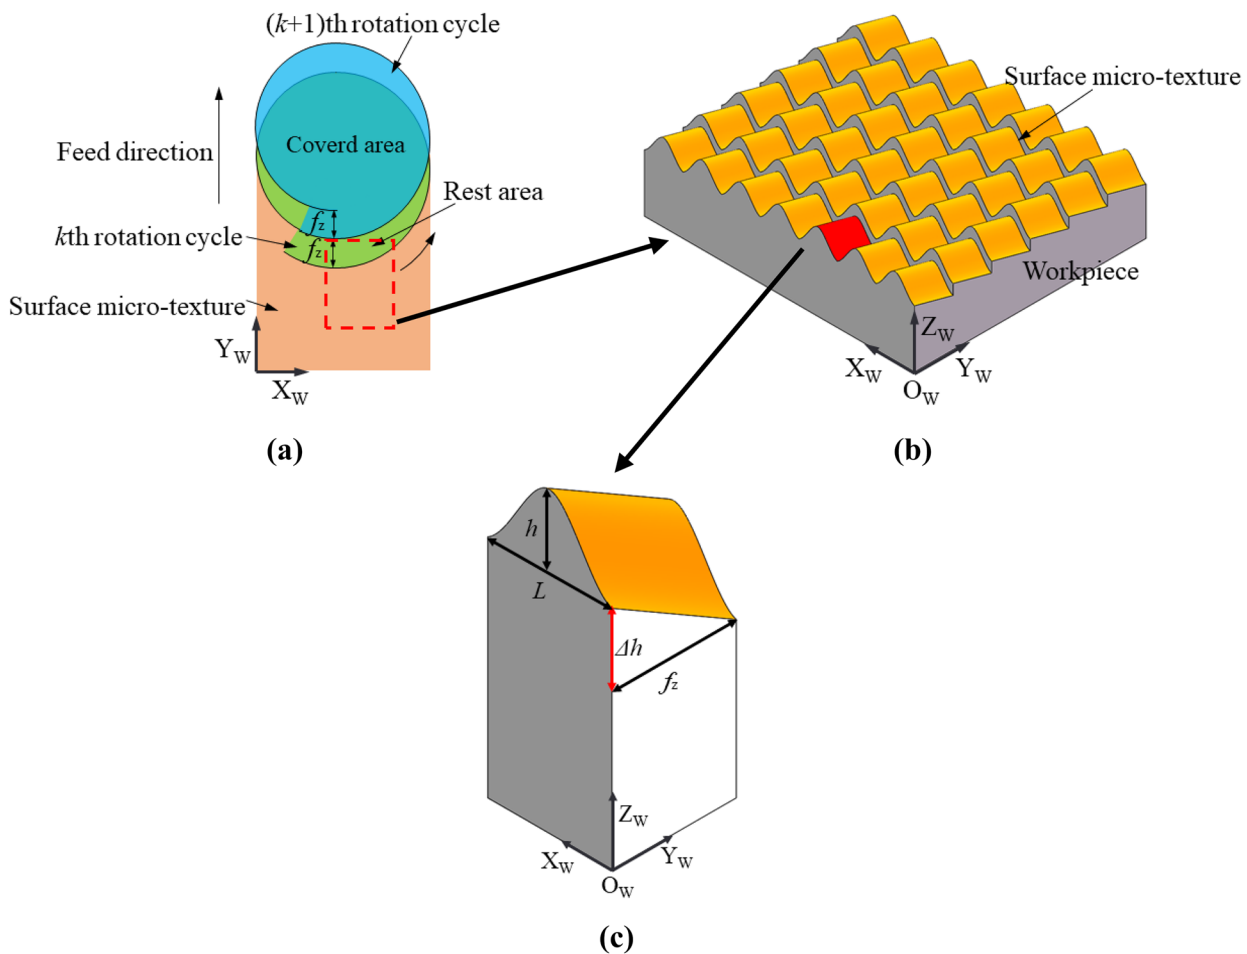 (k+1)th rotation cycle
Feed direction
Coverd area
Rest area
fz
kth rotation cycle
fz
Surface micro-texture
YW
XW
(a)
Surface micro-texture
Workpiece
ZW
XW
YW
OW
(b)
h
L
Δh
fz
ZW
XW
YW
OW
(c)